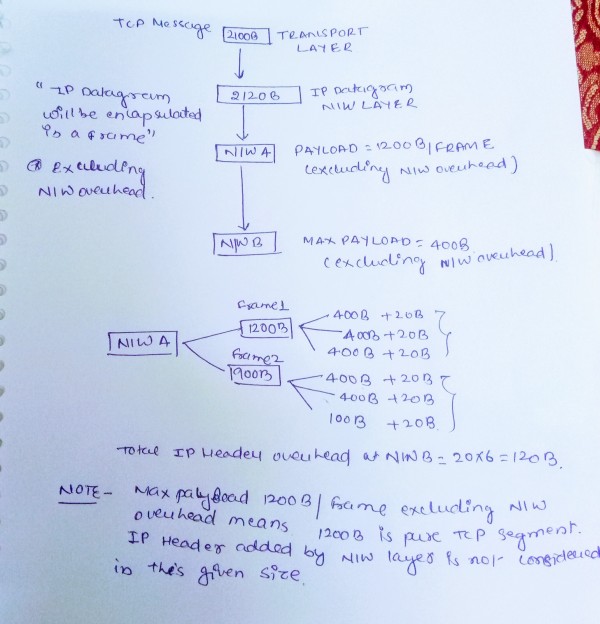 TCP Message 2100B TRANSPORT
LAYER
2120B IP Datagram
N/W LAYER
"IP Datagram
will be encapsulated
is a frame"
N/W A PAYLOAD = 1200B/FRAME
(excluding N/W overhead)
* Excluding
N/W overhead.
N/W B MAX PAYLOAD = 400B
(excluding N/W overhead)
Frame1
1200B
400B + 20B
400B + 20B
400B + 20B
N/W A
Frame2
900B
400B + 20B
400B + 20B
100B + 20B
Total IP Header overhead at N/W B = 20x6 = 120B.
NOTE - Max payload 1200B/frame excluding N/W
overhead means 1200B is pure TCP segment.
IP Header added by N/W layer is not considered
in this given size.